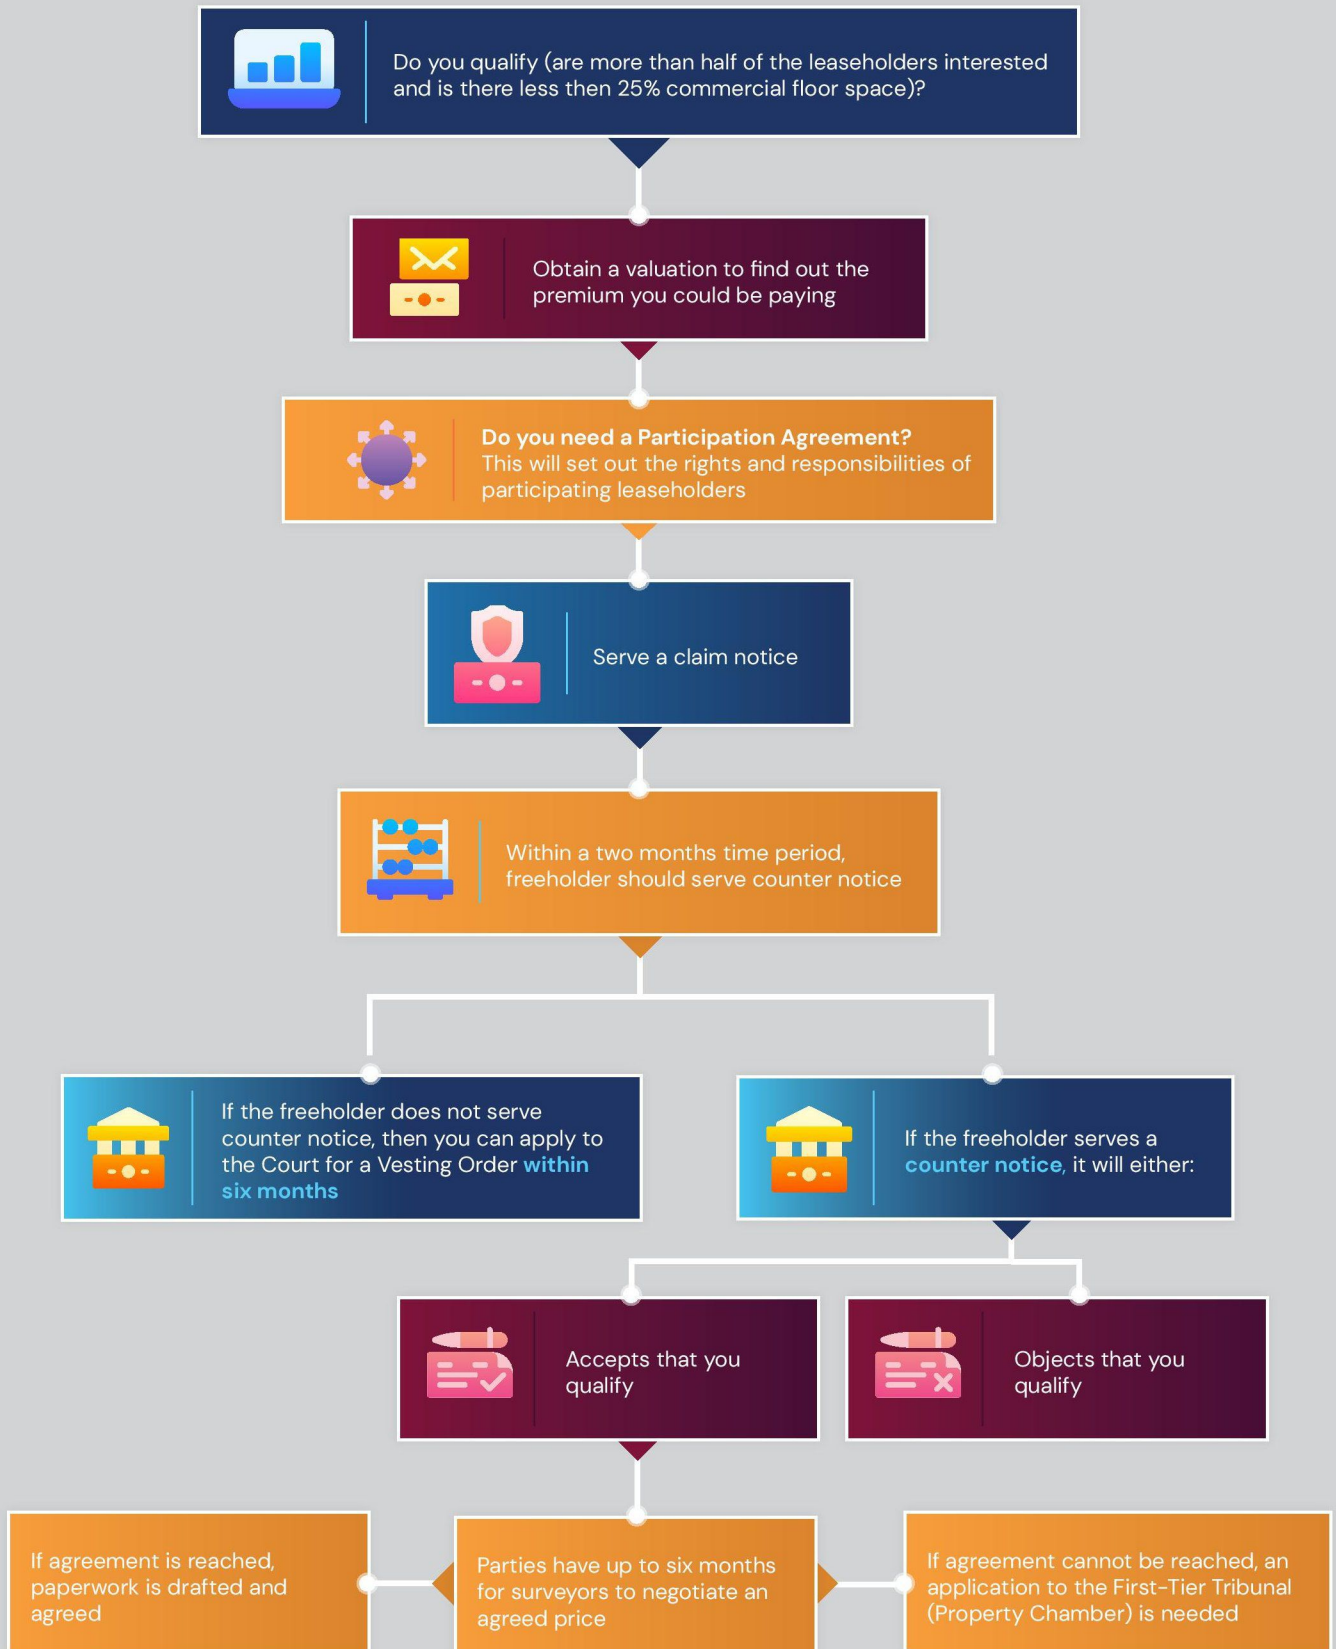 Do you qualify (are more than half of the leaseholders interested
and is there less then 25% commercial floor space)?
Obtain a valuation to find out the
premium you could be paying
Do you need a Participation Agreement?
This will set out the rights and responsibilities of
participating leaseholders
Serve a claim notice
Within a two months time period,
freeholder should serve counter notice
If the freeholder does not serve
counter notice, then you can apply to
the Court for a Vesting Order within
six months
If the freeholder serves a
counter notice, it will either:
Accepts that you
qualify
Objects that you
qualify
If agreement is reached,
paperwork is drafted and
agreed
Parties have up to six months
for surveyors to negotiate an
agreed price
If agreement cannot be reached, an
application to the First-Tier Tribunal
(Property Chamber) is needed